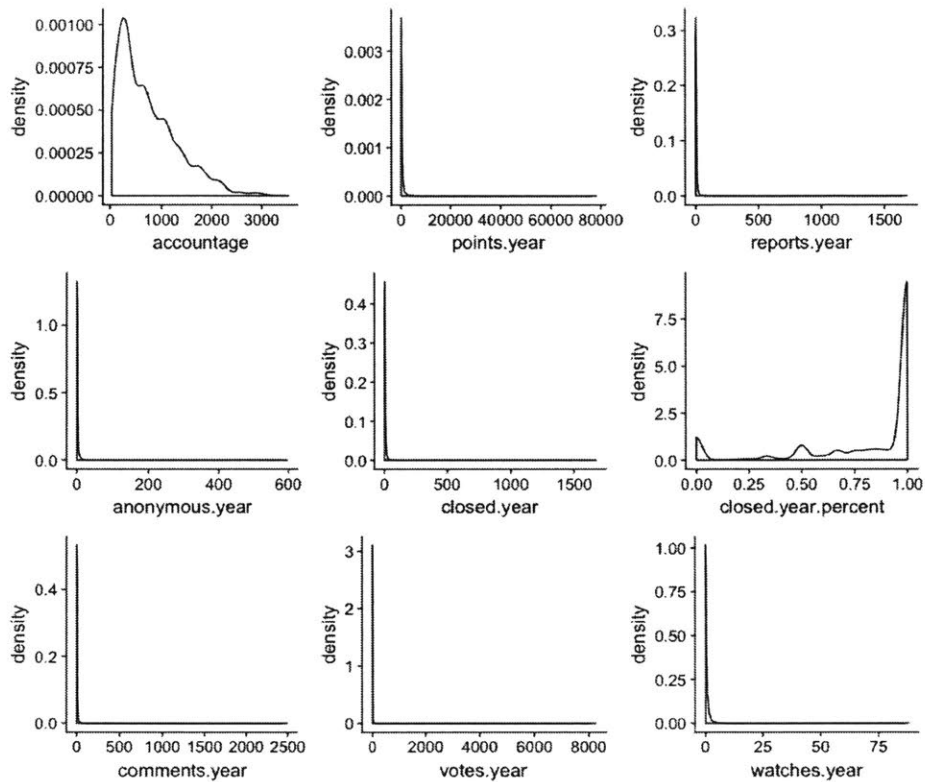 0.00100
0.00075
0.00050
0.00025
0.00000
density
0 1000 2000 3000
accountage
0.003
0.002
0.001
0.000
density
0 20000 40000 60000 80000
points.year
0.3
0.2
0.1
0.0
density
0 500 1000 1500
reports.year
1.0
0.5
0.0
density
0 200 400 600
anonymous.year
0.4
0.3
0.2
0.1
0.0
density
0 500 1000 1500
closed.year
7.5
5.0
2.5
0.0
density
0.00 0.25 0.50 0.75 1.00
closed.year.percent
0.4
0.2
0.0
density
0 500 1000 1500 2000 2500
comments.year
3
2
1
0
density
0 2000 4000 6000 8000
votes.year
1.00
0.75
0.50
0.25
0.00
density
0 25 50 75
watches.year